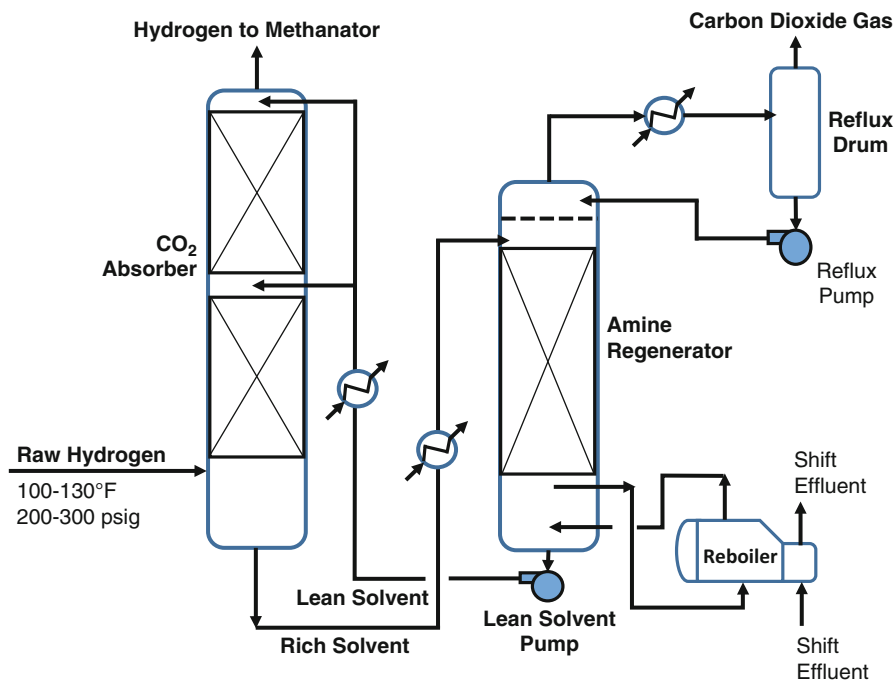 Hydrogen to Methanator
Carbon Dioxide Gas
Reflux
Drum
CO₂
Absorber
Reflux
Pump
Amine
Regenerator
Raw Hydrogen
100-130°F
200-300 psig
Shift
Effluent
Reboiler
Lean Solvent
Rich Solvent
Lean Solvent
Pump
Shift
Effluent